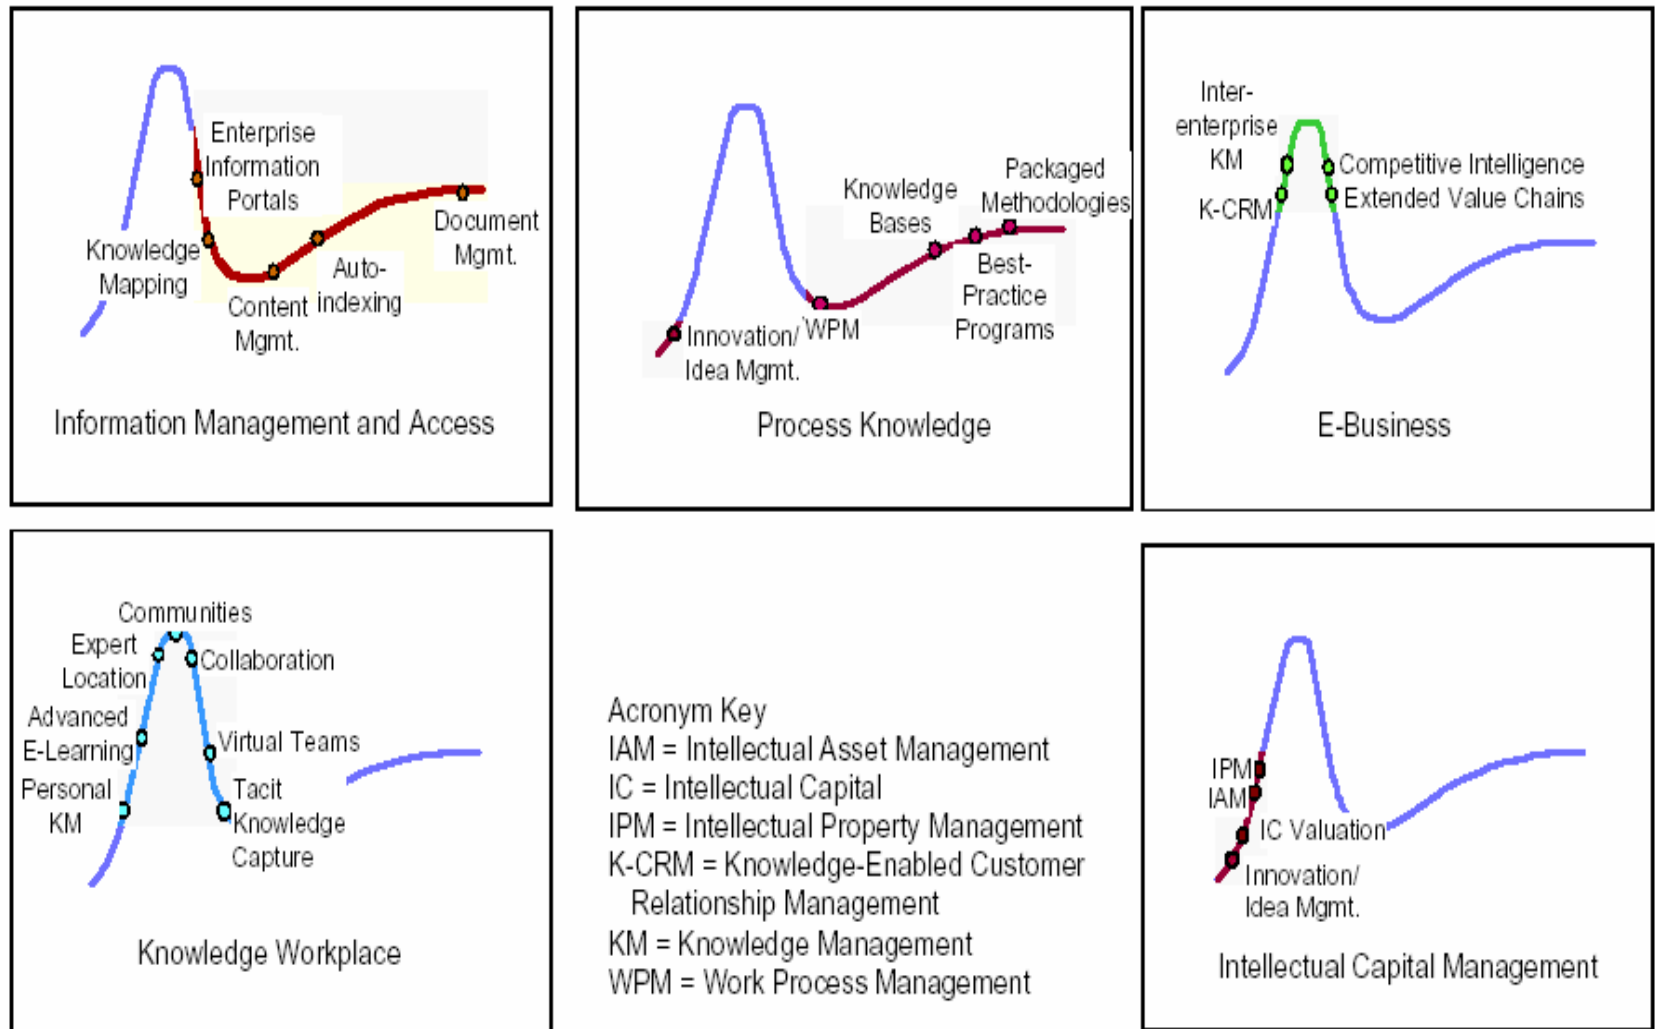 Enterprise
Information
Portals
Knowledge
Mapping
Content
Mgmt.
Auto-
indexing
Document
Mgmt.
Information Management and Access
Innovation/
Idea Mgmt.
WPM
Knowledge
Bases
Best-
Practice
Programs
Packaged
Methodologies
Process Knowledge
Inter-
enterprise
KM
K-CRM
Competitive Intelligence
Extended Value Chains
E-Business
Communities
Expert
Location
Collaboration
Advanced
E-Learning
Virtual Teams
Personal
KM
Tacit
Knowledge
Capture
Knowledge Workplace
Acronym Key
IAM = Intellectual Asset Management
IC = Intellectual Capital
IPM = Intellectual Property Management
K-CRM = Knowledge-Enabled Customer
Relationship Management
KM = Knowledge Management
WPM = Work Process Management
IPM
IAM
IC Valuation
Innovation/
Idea Mgmt.
Intellectual Capital Management